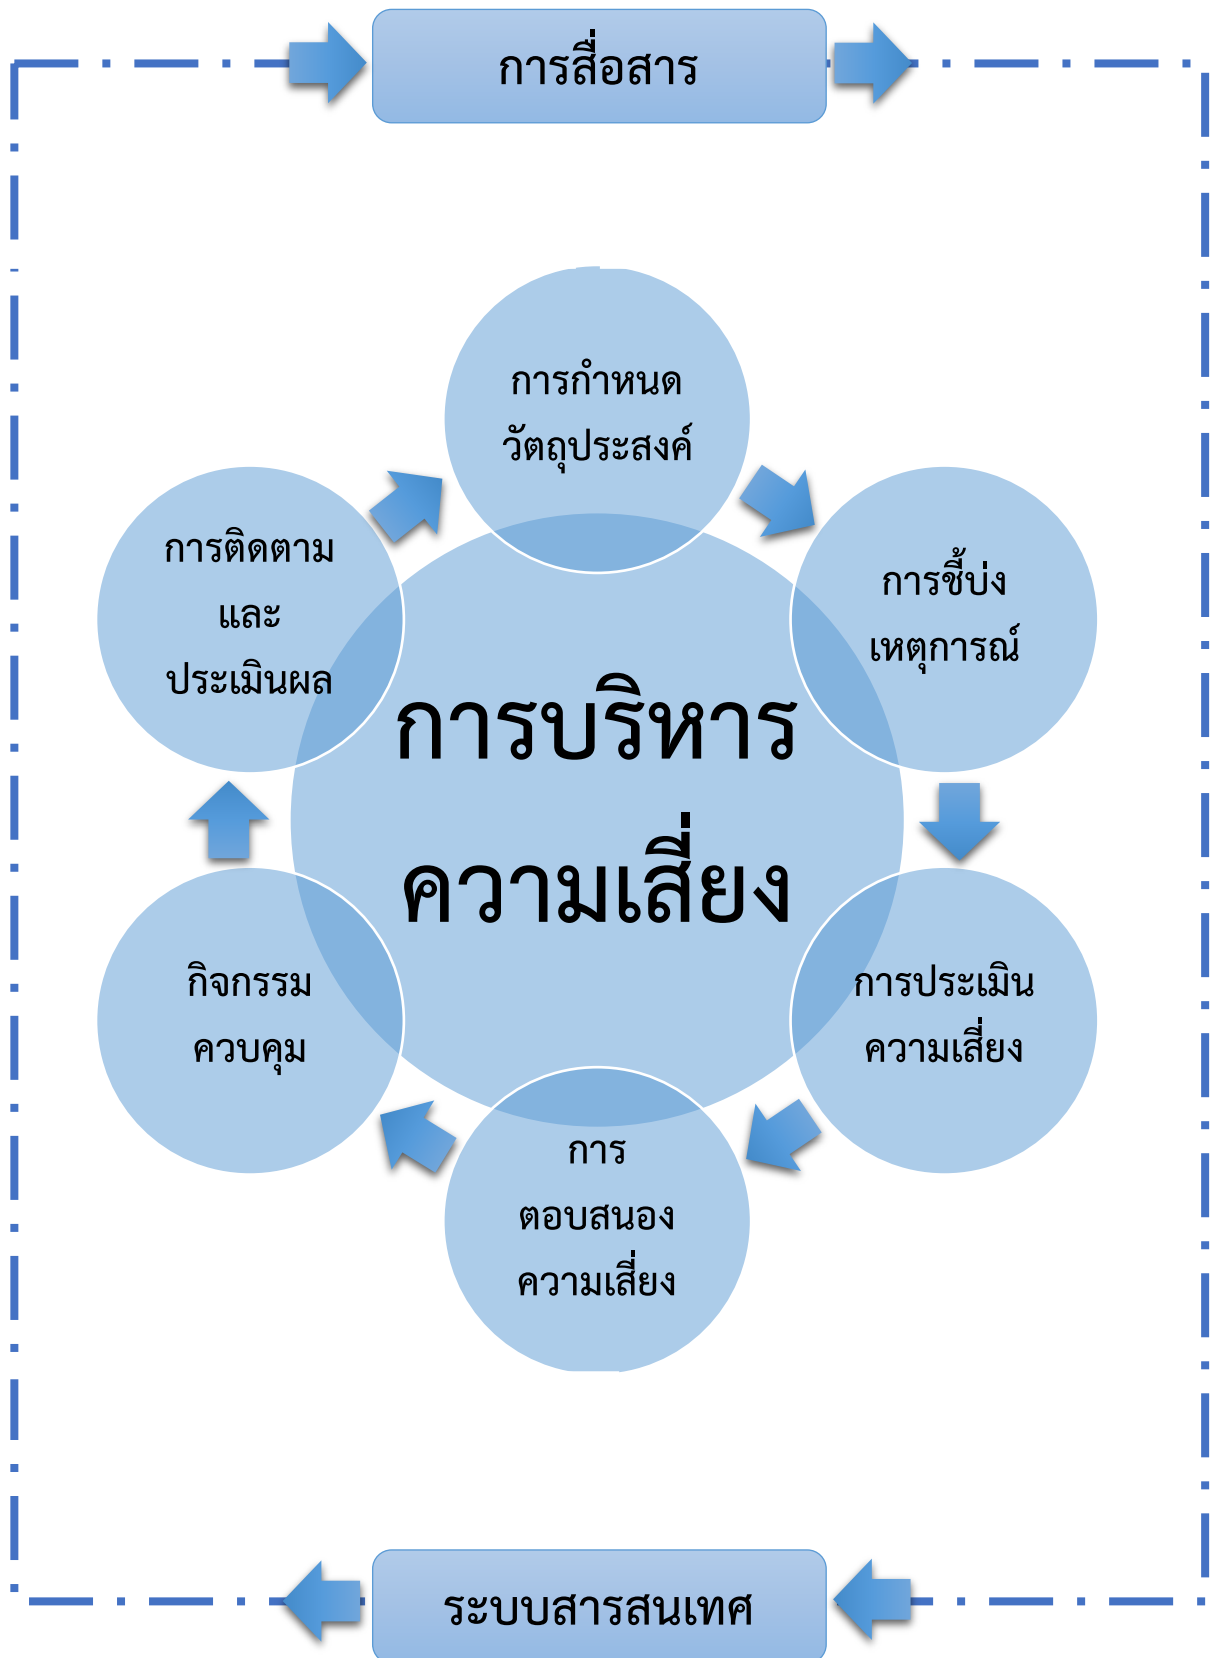 การสื่อสาร
การกำหนด
วัตถุประสงค์
การติดตาม
และ
ประเมินผล
การชี้บ่ง
เหตุการณ์
การบริหาร
ความเสี่ยง
กิจกรรม
ควบคุม
การประเมิน
ความเสี่ยง
การ
ตอบสนอง
ความเสี่ยง
ระบบสารสนเทศ